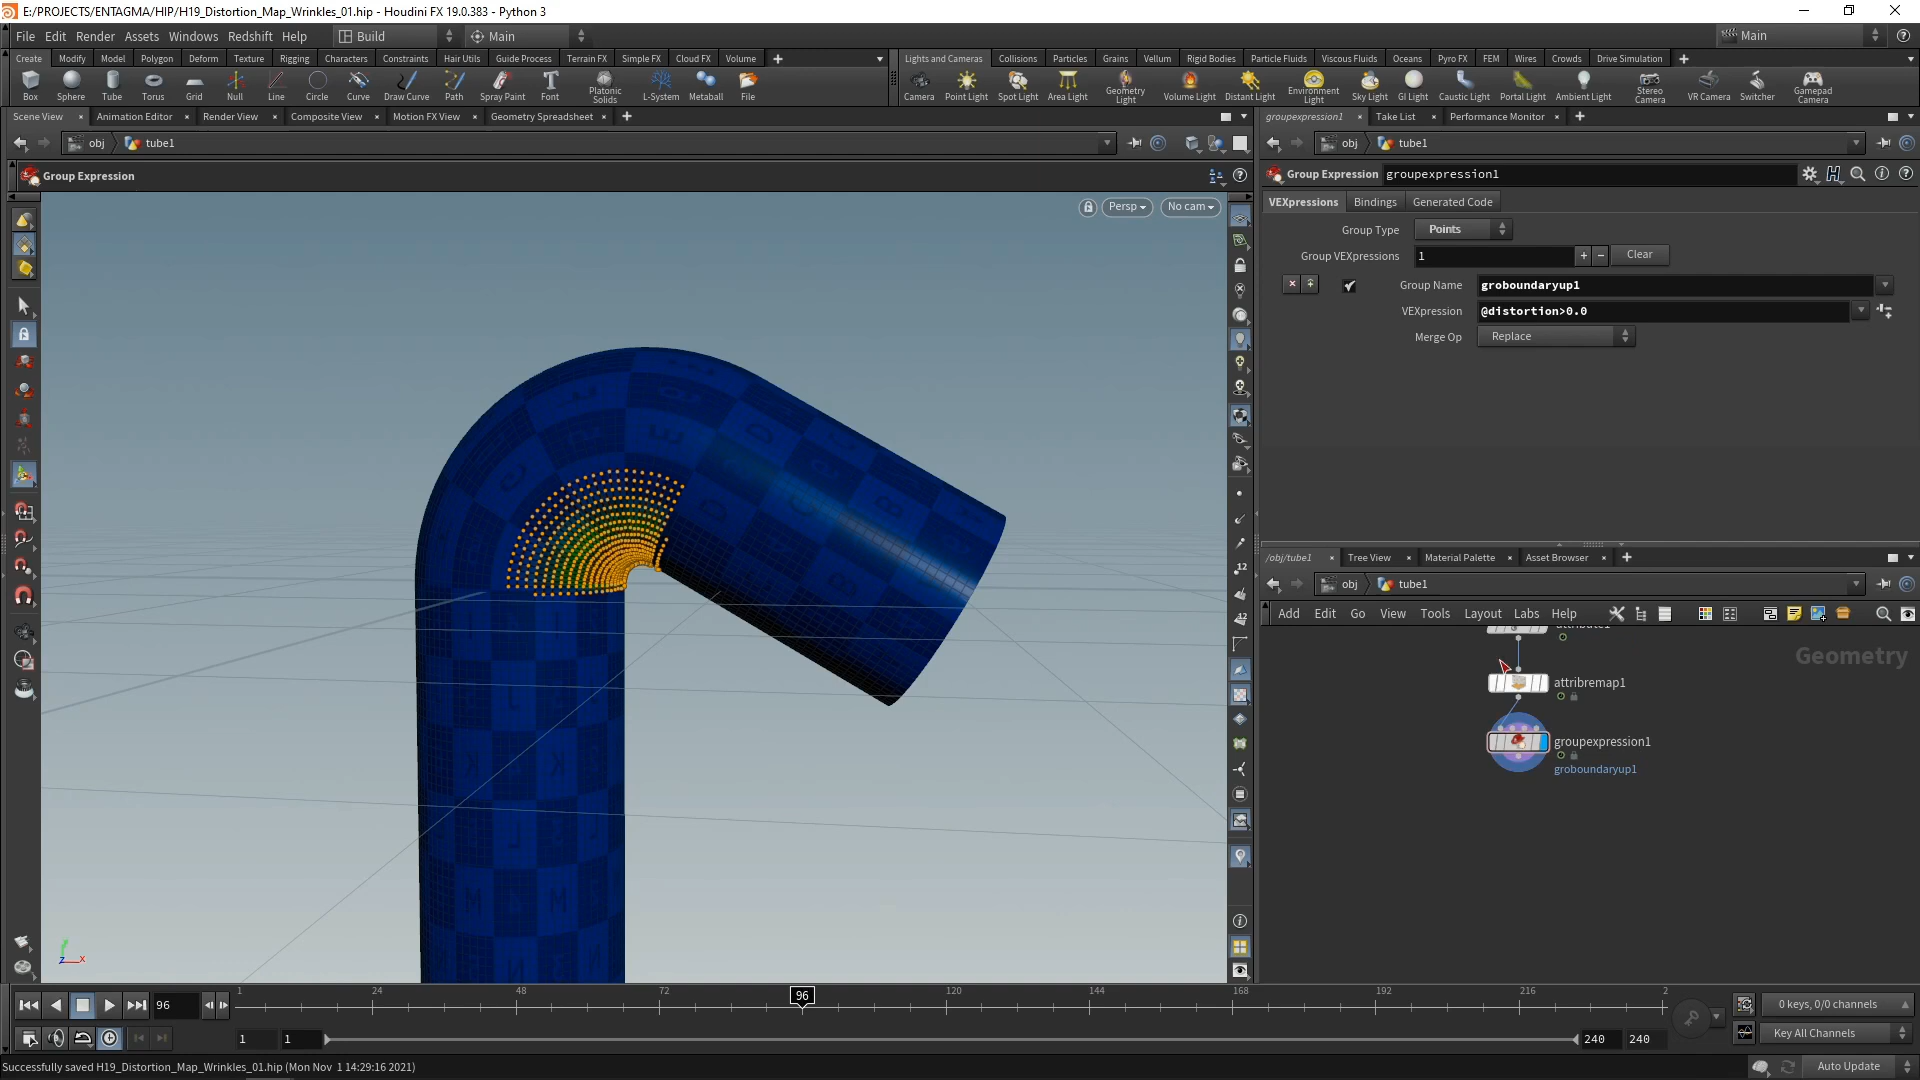 E:/PROJECTS/ENTAGMA/HIP/H19_Distortion_Map_Wrinkles_01.hip - Houdini FX 19.0.383 - Python 3
File Edit Render Assets Windows Redshift Help Build Main Main
Create Modify Model Polygon Deform Texture Rigging Characters Constraints Hair Utils Guide Process Terrain FX Simple FX Cloud FX Volume
Lights and Cameras Collisions Particles Grains Vellum Rigid Bodies Particle Fluids Viscous Fluids Oceans Pyro FX FEM Wires Crowds Drive Simulation
Box Sphere Tube Torus Grid Null Line Circle Curve Draw Curve Path Spray Paint Font Platonic Solids L-System Metaball File
Camera Point Light Spot Light Area Light Geometry Light Volume Light Distant Light Environment Light Sky Light GI Light Caustic Light Portal Light Ambient Light Stereo Camera VR Camera Switcher Gamepad Camera
Scene View Animation Editor Render View Composite View Motion FX View Geometry Spreadsheet
groupexpression1 Take List Performance Monitor
obj tube1
obj tube1
Group Expression
Group Expression groupexpression1
Persp No cam
VEXpressions Bindings Generated Code
Group Type Points
Group VEXpressions 1 Clear
Group Name groboundaryup1
VEXpression @distortion>0.0
Merge Op Replace
/obj/tube1 Tree View Material Palette Asset Browser
obj tube1
Add Edit Go View Tools Layout Labs Help
Geometry
attribremap1
groupexpression1
groboundaryup1
96 1 24 48 72 96 120 144 168 192 216 2
0 keys, 0/0 channels
1 1 240 240 Key All Channels
Successfully saved H19_Distortion_Map_Wrinkles_01.hip (Mon Nov 1 14:29:16 2021)
Auto Update